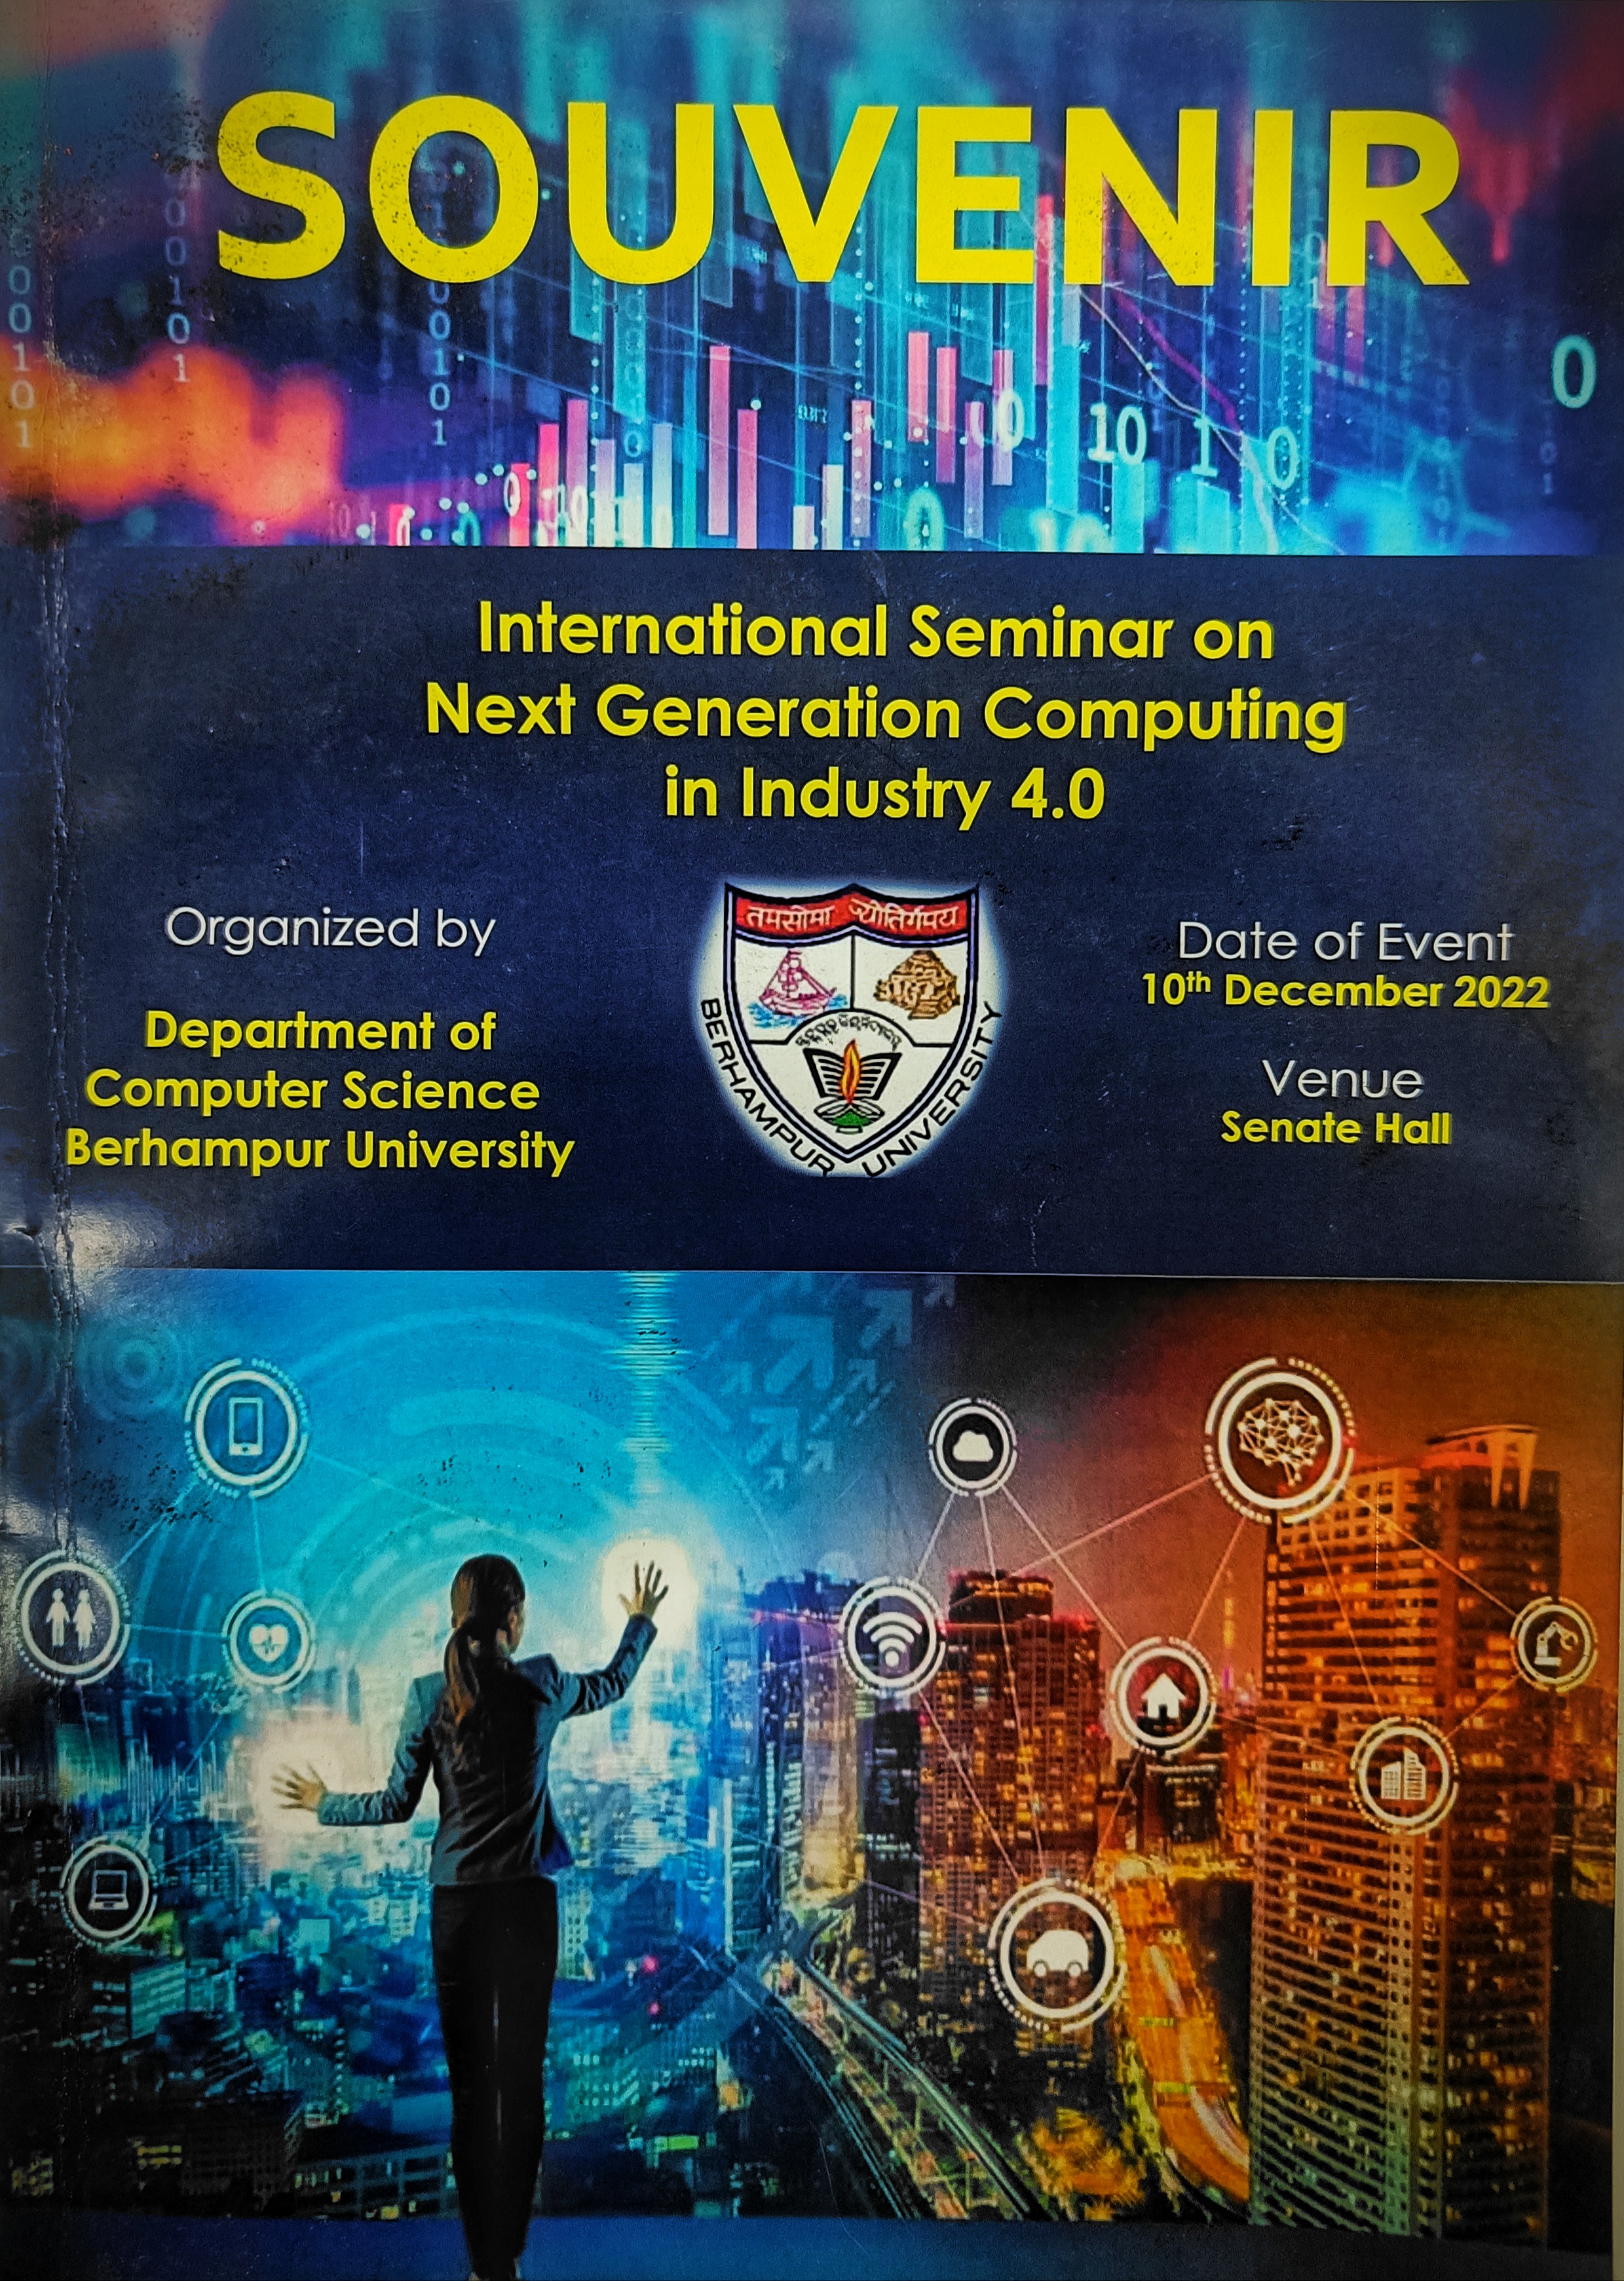 SOUVENIR
International Seminar on
Next Generation Computing
in Industry 4.0
Organized by
Department of
Computer Science
Berhampur University
तमसोमा ज्योतिर्गमय
BERHAMPUR UNIVERSITY
Date of Event
10th December 2022
Venue
Senate Hall